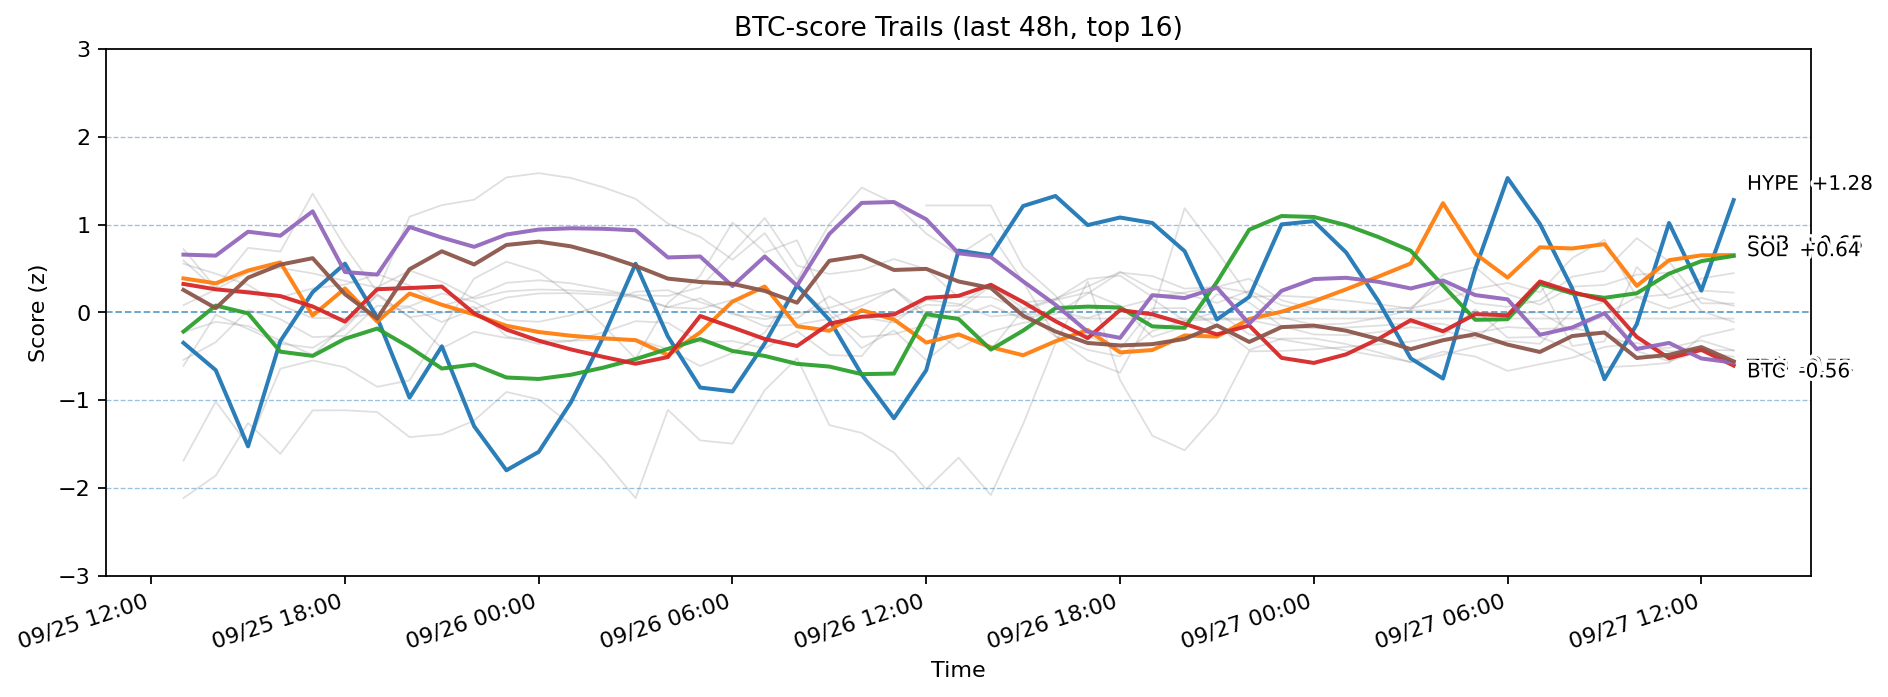 BTC-score Trails (last 48h, top 16)
Score (z)
3
2
1
0
−1
−2
−3
HYPE +1.28
SOL +0.64
BTC -0.56
09/25 12:00
09/25 18:00
09/26 00:00
09/26 06:00
09/26 12:00
09/26 18:00
09/27 00:00
09/27 06:00
09/27 12:00
Time